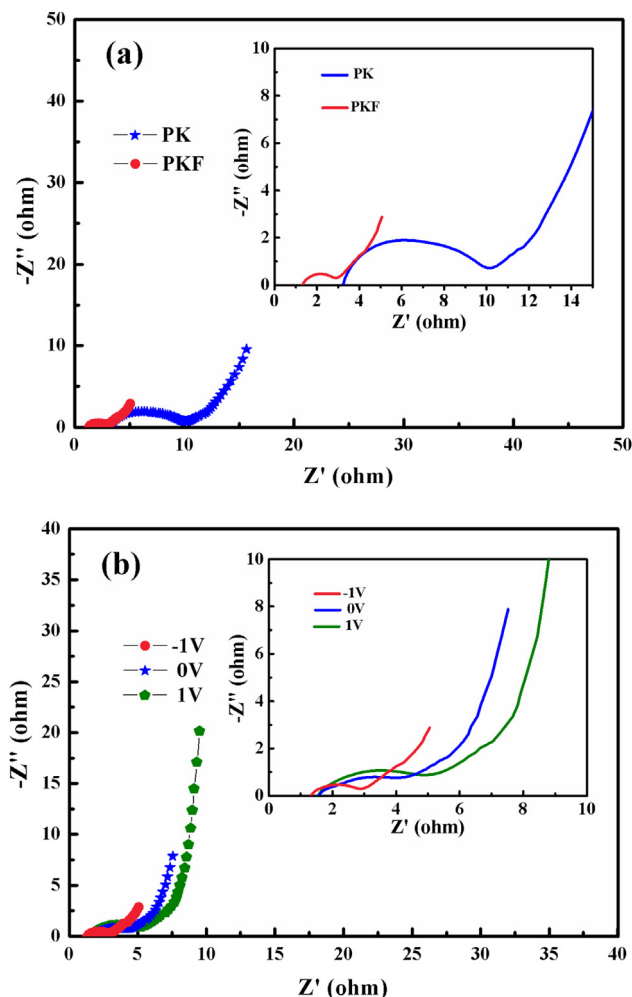 (a)
50
40
30
20
10
0
-Z'' (ohm)
PK
PKF
0 10 20 30 40 50
Z' (ohm)
10
8
6
4
2
0
-Z'' (ohm)
PK
PKF
0 2 4 6 8 10 12 14
Z' (ohm)
(b)
40
35
30
25
20
15
10
5
0
-Z'' (ohm)
-1V
0V
1V
0 5 10 15 20 25 30 35 40
Z' (ohm)
10
8
6
4
2
0
-Z'' (ohm)
-1V
0V
1V
0 2 4 6 8 10
Z' (ohm)